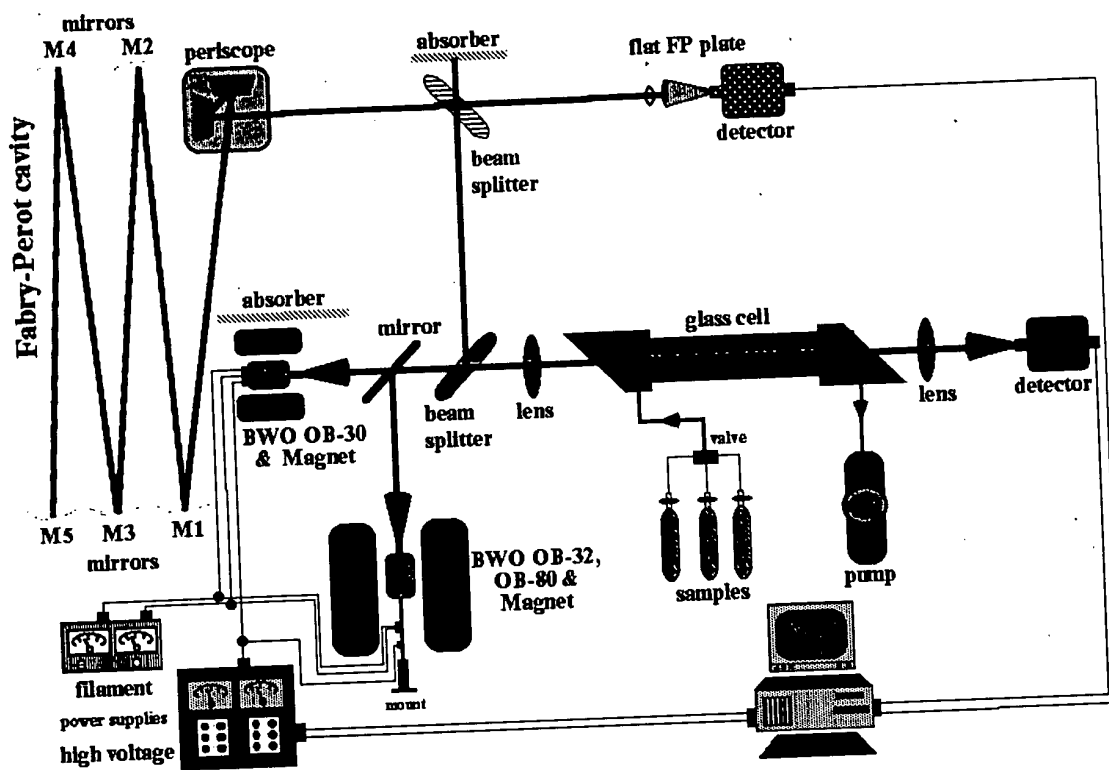 mirrors
M4
M2
periscope
absorber
flat FP plate
detector
beam
splitter
Fabry-Perot cavity
absorber
mirror
glass cell
beam
splitter
lens
lens
detector
BWO OB-30
& Magnet
valve
M5
M3
M1
mirrors
BWO OB-32,
OB-80 &
Magnet
samples
pump
filament
power supplies
high voltage
mount